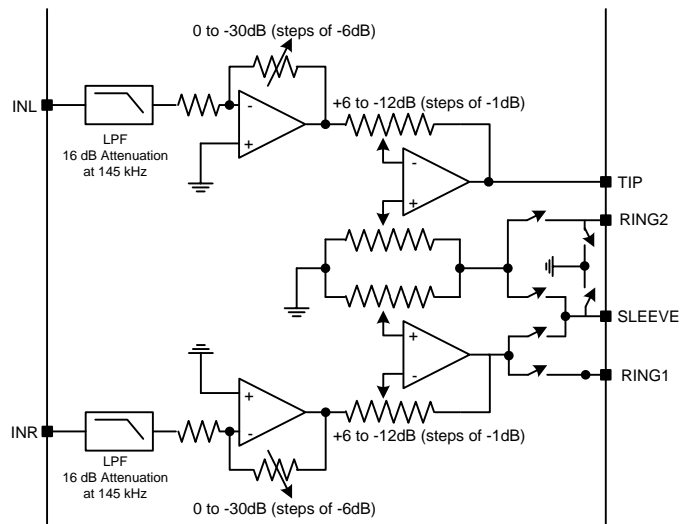 0 to -30dB (steps of -6dB)
INL
-
+
LPF
16 dB Attenuation
at 145 kHz
+6 to -12dB (steps of -1dB)
-
+
TIP
RING2
SLEEVE
+
-
RING1
+
-
INR
LPF
16 dB Attenuation
at 145 kHz
+6 to -12dB (steps of -1dB)
0 to -30dB (steps of -6dB)